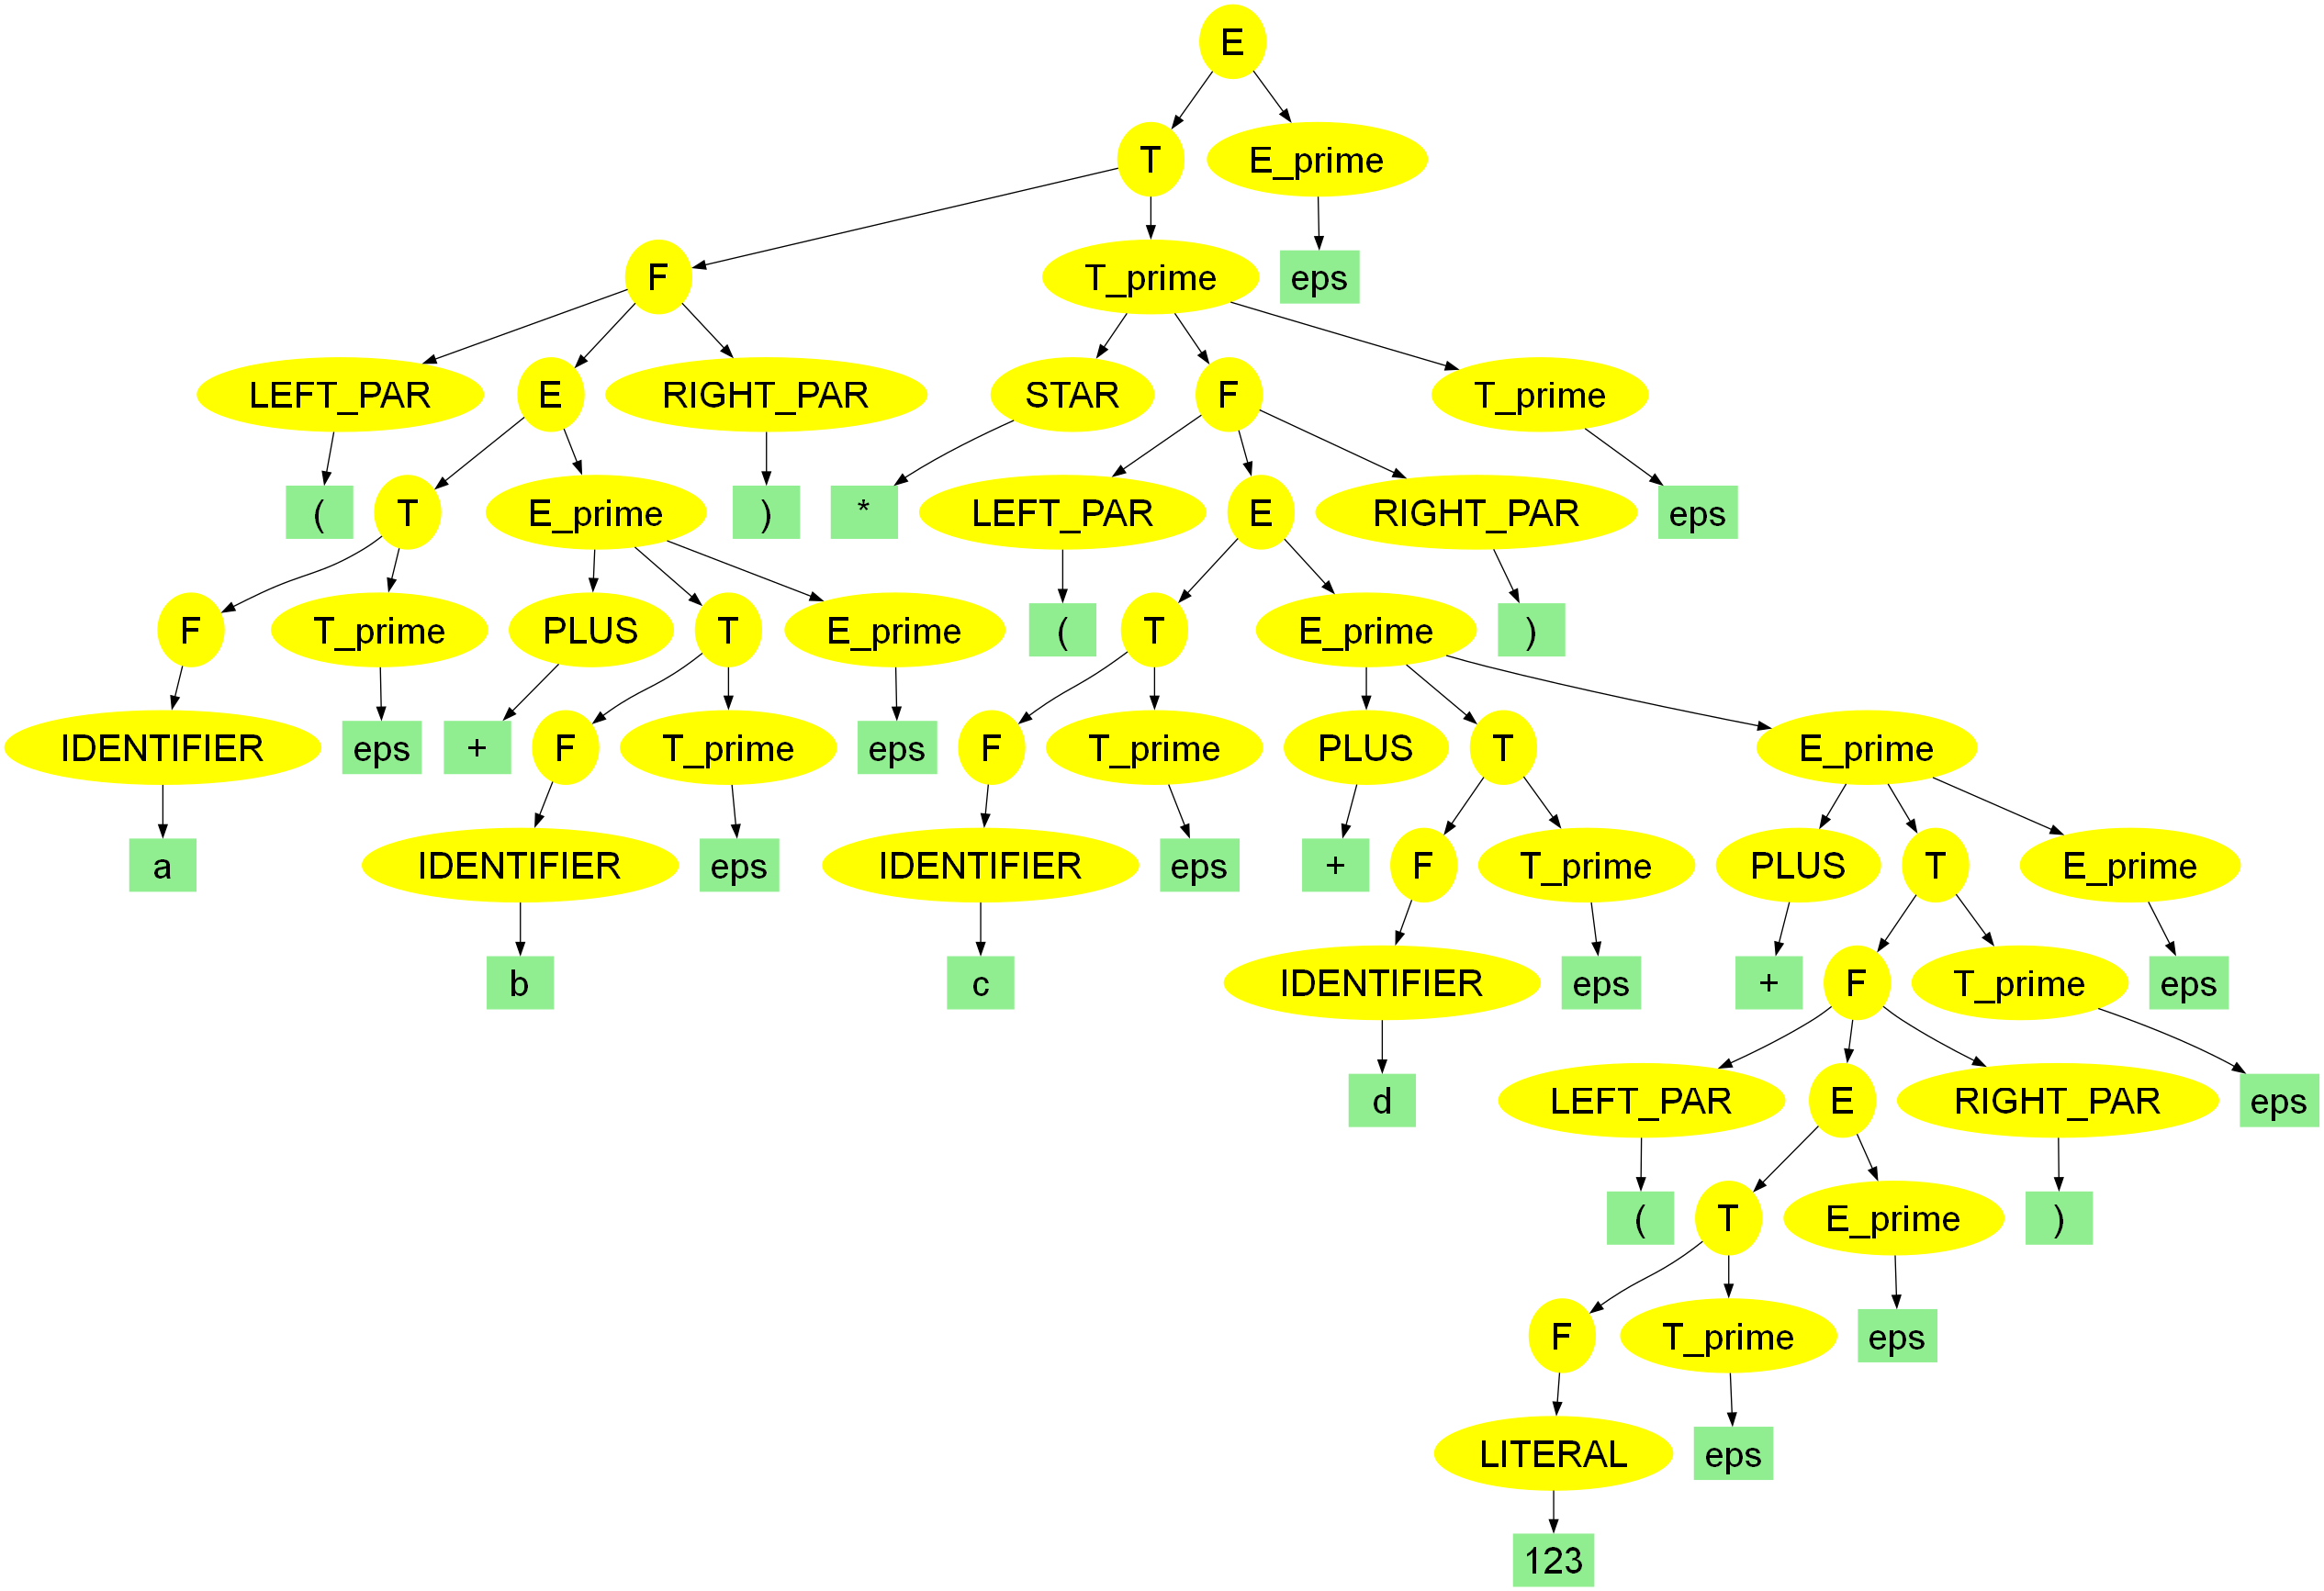 E
T
E_prime
F
T_prime
eps
LEFT_PAR
E
RIGHT_PAR
STAR
F
T_prime
(
T
E_prime
)
*
LEFT_PAR
E
RIGHT_PAR
eps
F
T_prime
PLUS
T
E_prime
(
T
E_prime
)
IDENTIFIER
eps
+
F
T_prime
eps
F
T_prime
PLUS
T
E_prime
a
IDENTIFIER
eps
IDENTIFIER
eps
+
F
T_prime
PLUS
T
E_prime
b
c
IDENTIFIER
eps
+
F
T_prime
eps
d
LEFT_PAR
E
RIGHT_PAR
eps
(
T
E_prime
)
F
T_prime
eps
LITERAL
eps
123